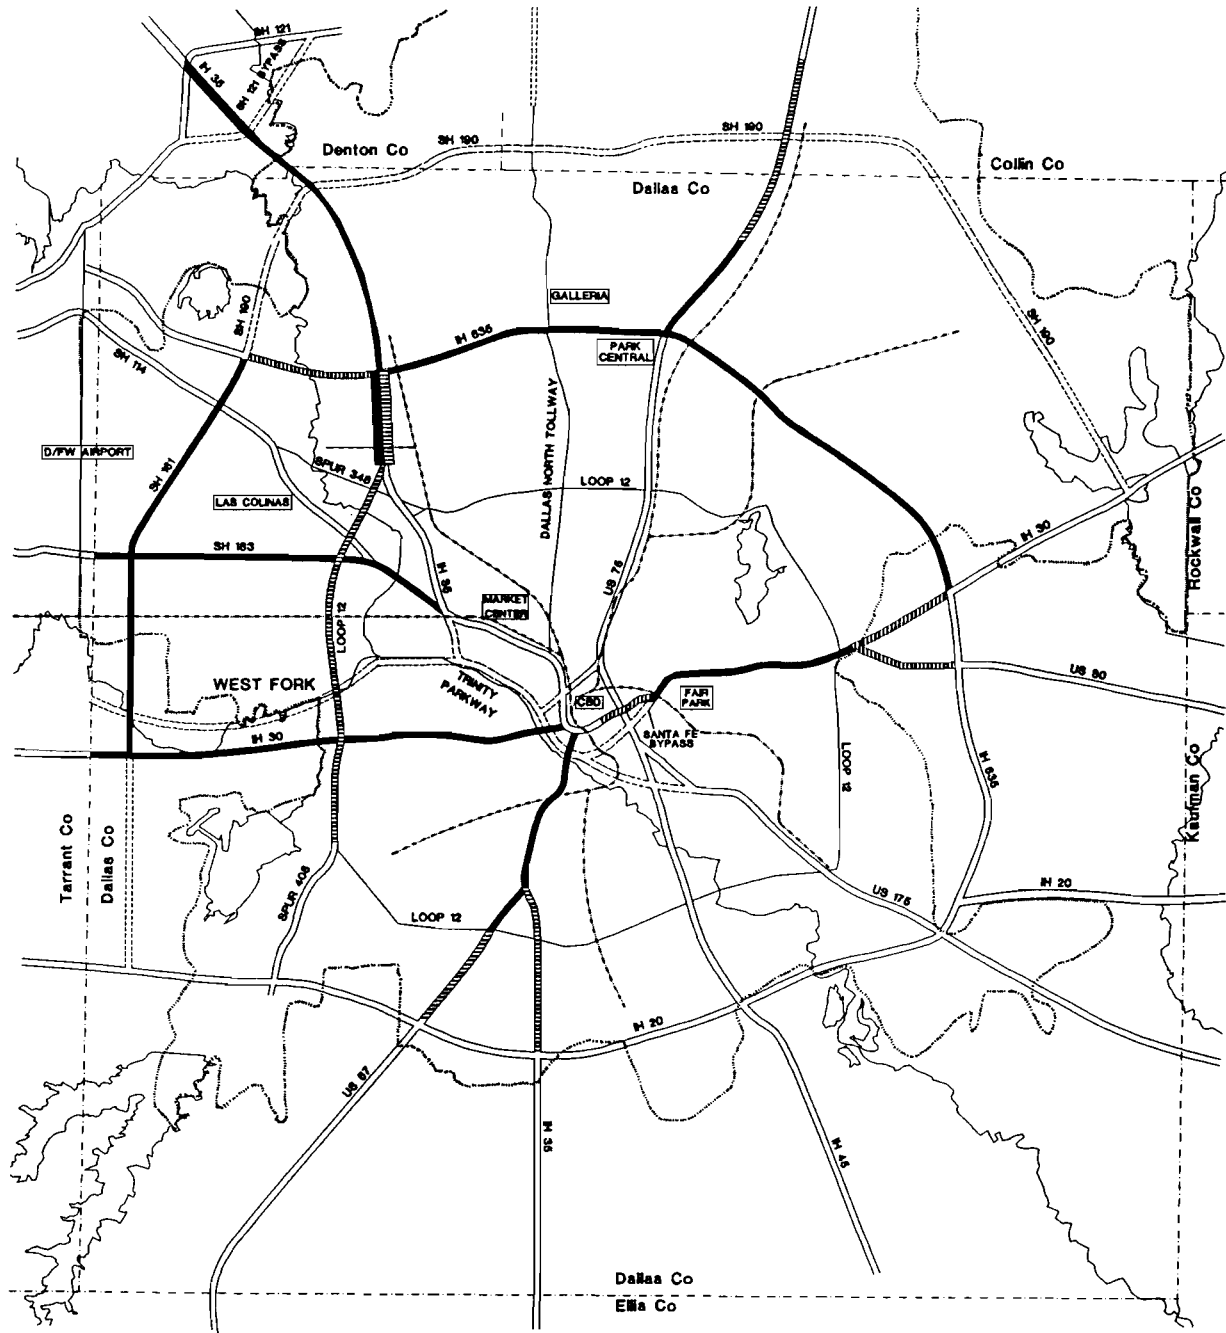 SH 121
IH 35
SH 121 BYPASS
Denton Co
SH 190
SH 190
Collin Co
Dallas Co
GALLERIA
SH 190
IH 635
PARK
CENTRAL
SH 190
SH 114
DALLAS NORTH TOLLWAY
D/FW AIRPORT
SH 161
SPUR 348
LOOP 12
LAS COLINAS
IH 30
Rockwall Co
SH 183
IH 35
US 75
MARKET
CENTER
LOOP 12
WEST FORK
TRINITY
PARKWAY
US 80
CBD
FAIR
PARK
IH 30
SANTA FE
BYPASS
LOOP 12
IH 635
Kaufman Co
Tarrant Co
Dallas Co
SPUR 408
LOOP 12
US 175
IH 20
IH 20
US 67
IH 35
IH 45
Dallas Co
Ellis Co